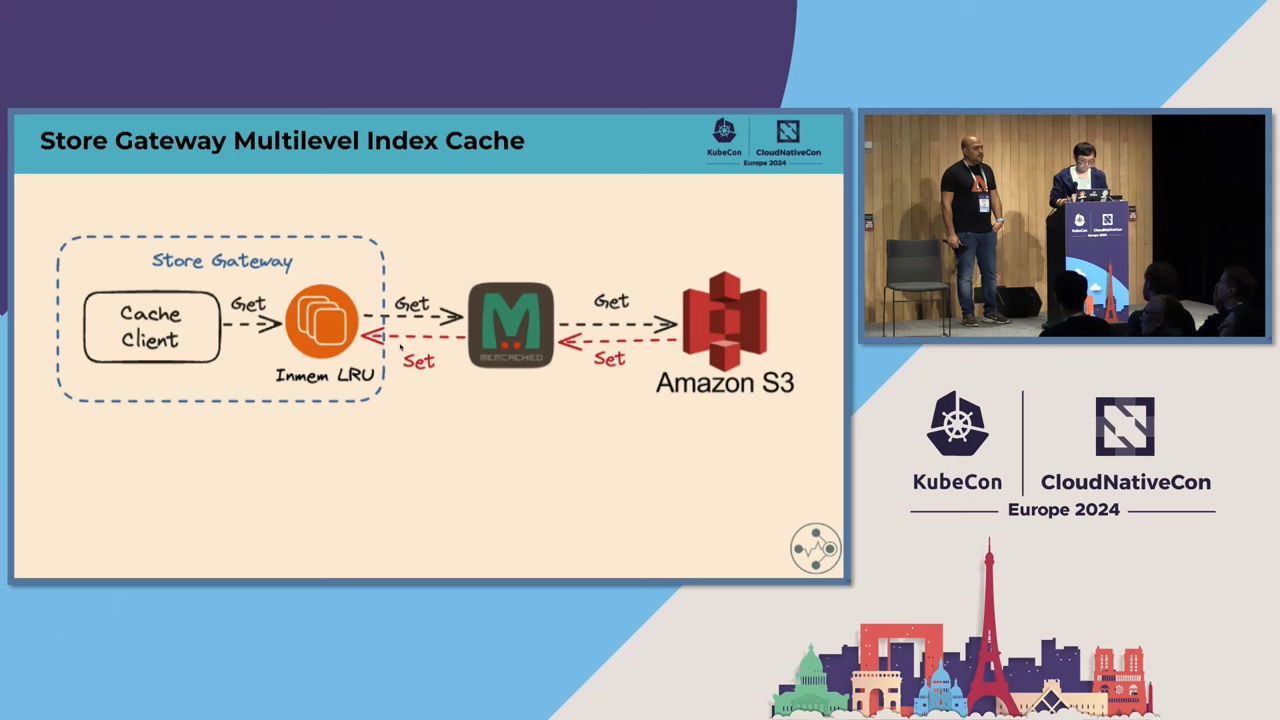 Store Gateway Multilevel Index Cache
KubeCon
CloudNativeCon
Europe 2024
Store Gateway
Cache
Client
Get
Inmem LRU
Get
Set
MEMCACHED
Get
Set
Amazon S3
KubeCon
CloudNativeCon
Europe 2024